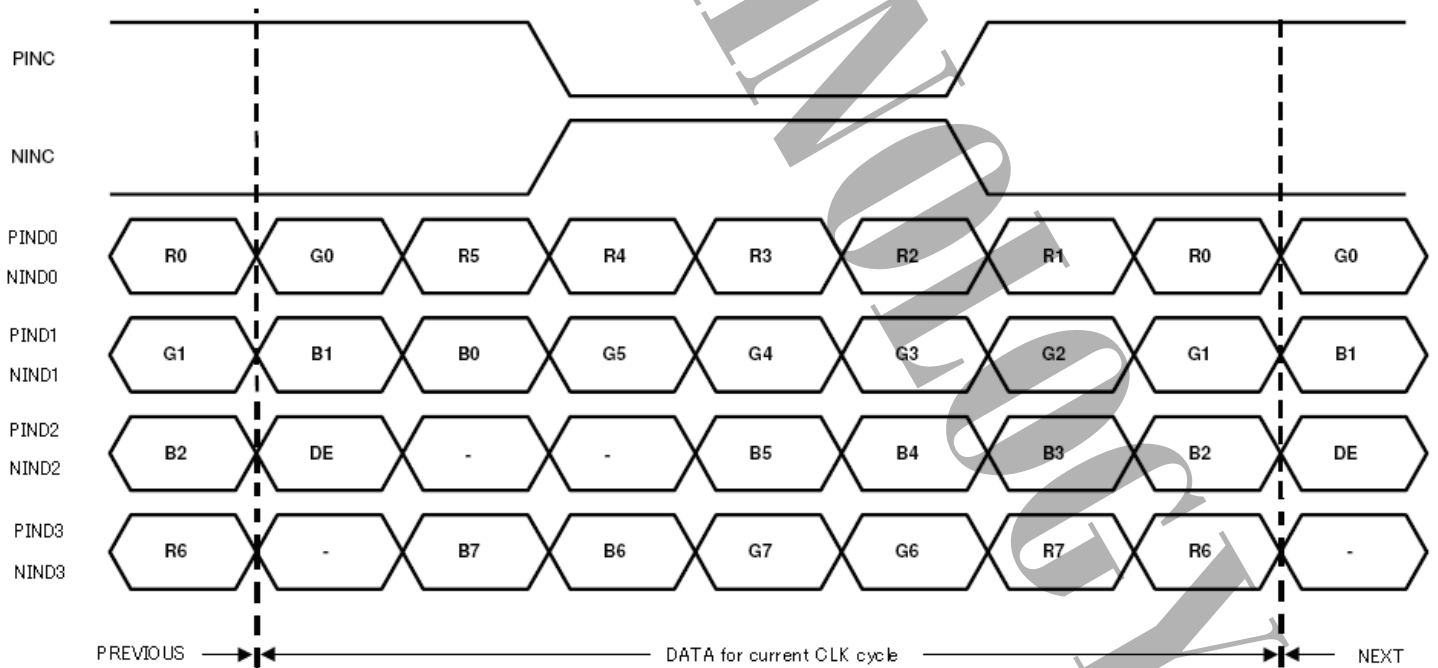 PINC
NINC
PIND0
NIND0
R0 G0 R5 R4 R3 R2 R1 R0 G0
PIND1
NIND1
G1 B1 B0 G5 G4 G3 G2 G1 B1
PIND2
NIND2
B2 DE - - B5 B4 B3 B2 DE
PIND3
NIND3
R6 - B7 B6 G7 G6 R7 R6 -
PREVIOUS DATA for current CLK cycle NEXT
INOLOGY